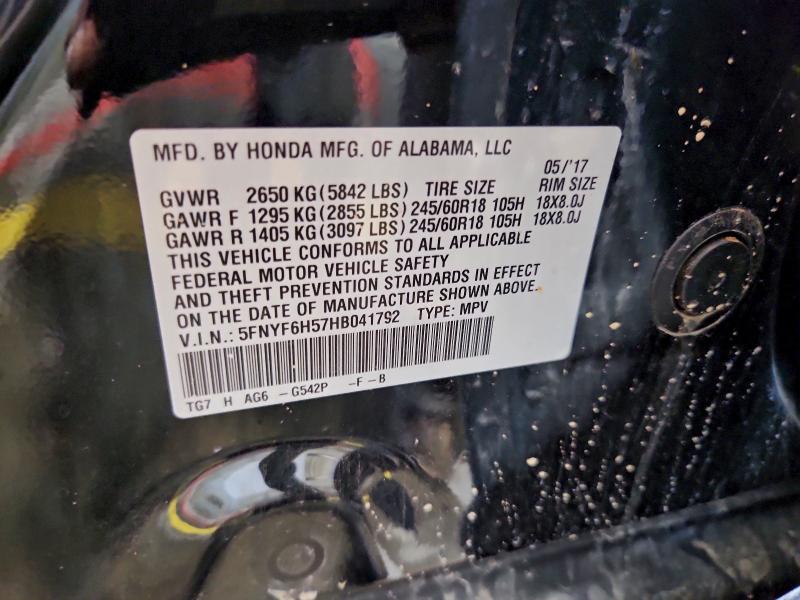 MFD. BY HONDA MFG. OF ALABAMA, LLC
05/'17
GVWR 2650 KG(5842 LBS) TIRE SIZE RIM SIZE
GAWR F 1295 KG(2855 LBS) 245/60R18 105H 18X8.0J
GAWR R 1405 KG(3097 LBS) 245/60R18 105H 18X8.0J
THIS VEHICLE CONFORMS TO ALL APPLICABLE
FEDERAL MOTOR VEHICLE SAFETY
AND THEFT PREVENTION STANDARDS IN EFFECT
ON THE DATE OF MANUFACTURE SHOWN ABOVE.
V.I.N.: 5FNYF6H57HB041792 TYPE: MPV
TG7 H AG6 -G542P -F-B